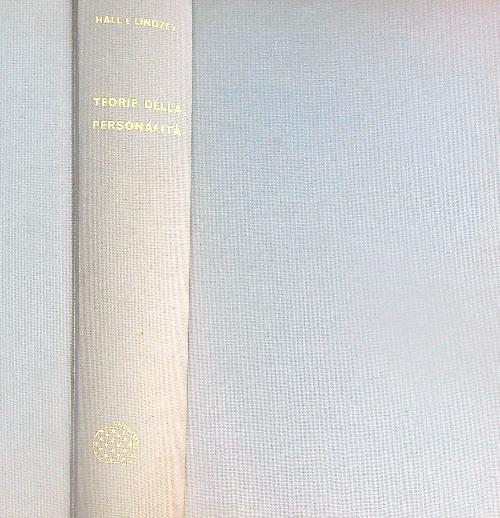 HALL E LINDZEY
TEORIE DELLA
PERSONALITÀ